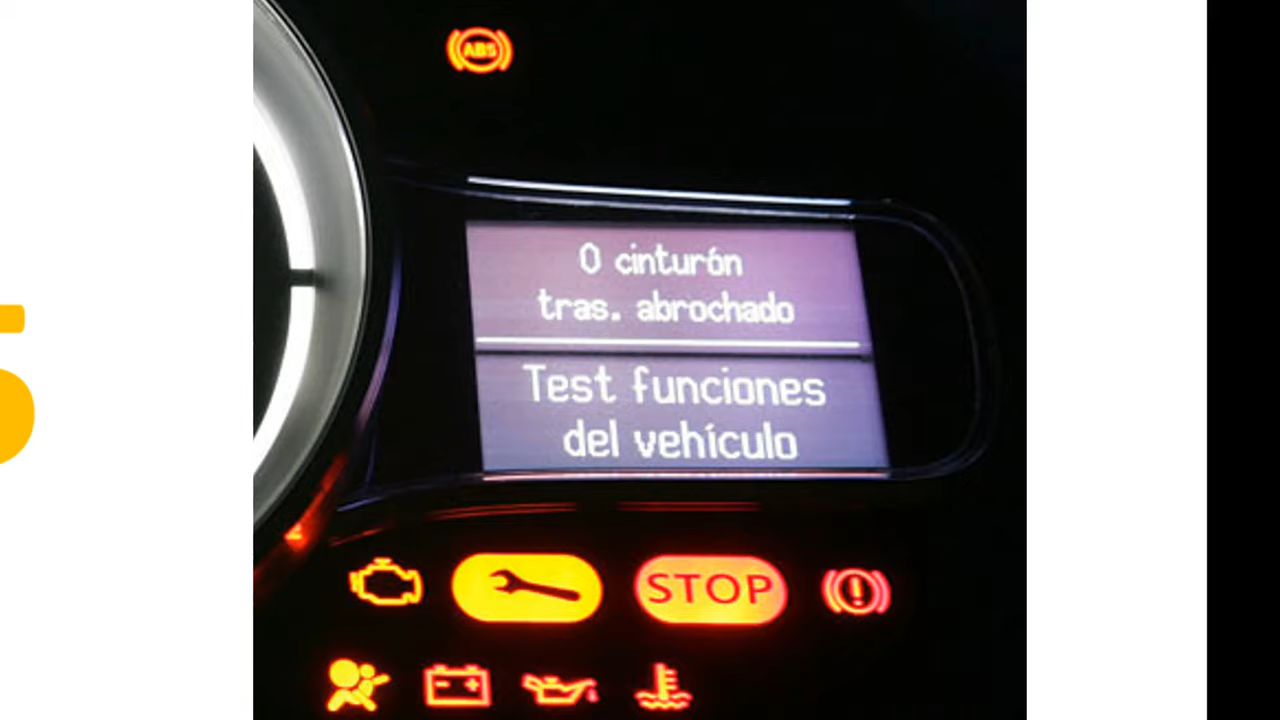 ABS
0 cinturón
tras. abrochado
Test funciones
del vehículo
STOP